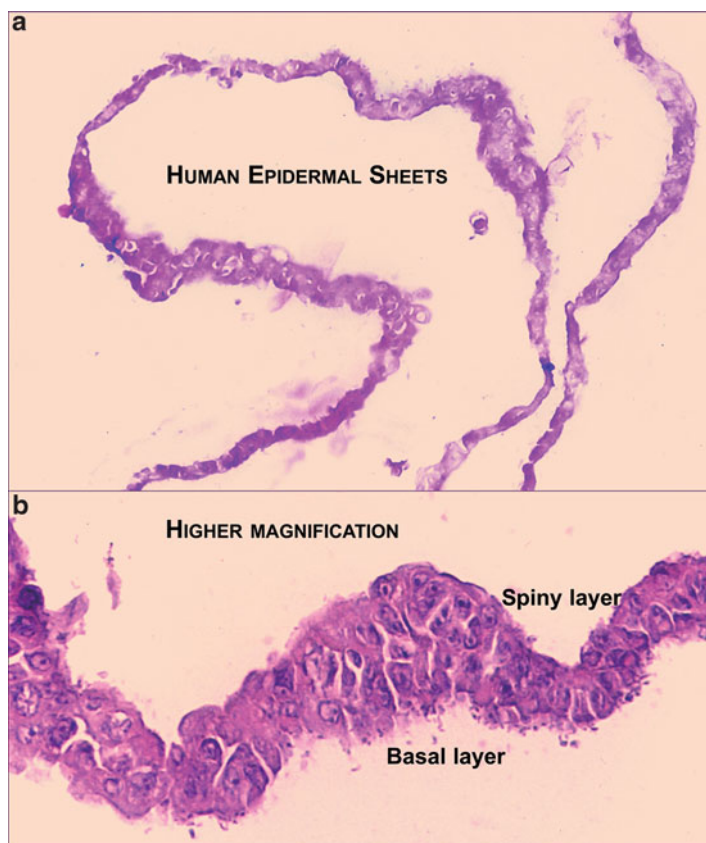 a
HUMAN EPIDERMAL SHEETS
b
HIGHER MAGNIFICATION
Spiny layer
Basal layer